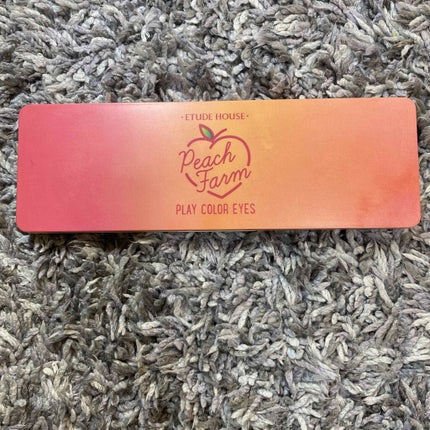 • ETUDE HOUSE •
Peach
Farm
PLAY COLOR EYES